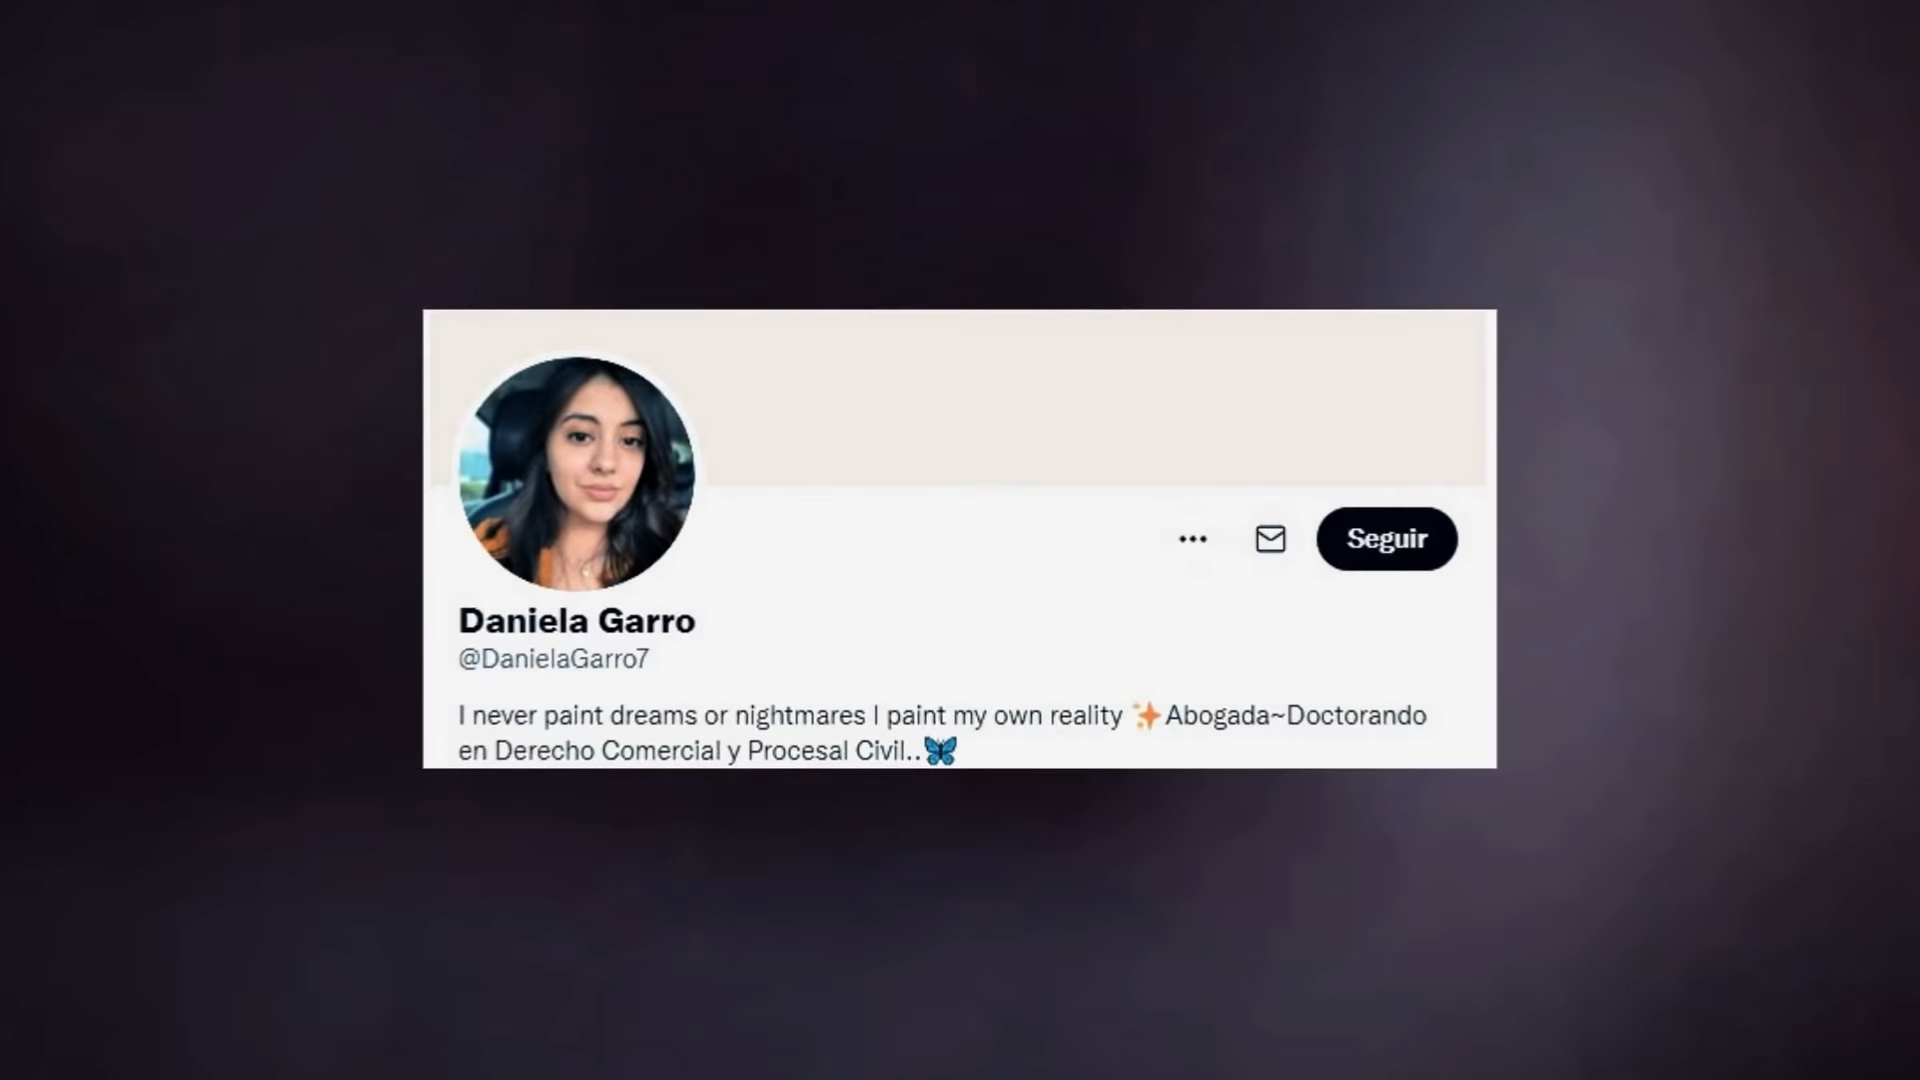 Seguir
Daniela Garro
@DanielaGarro7
I never paint dreams or nightmares I paint my own reality ✨Abogada~Doctorando
en Derecho Comercial y Procesal Civil..🦋